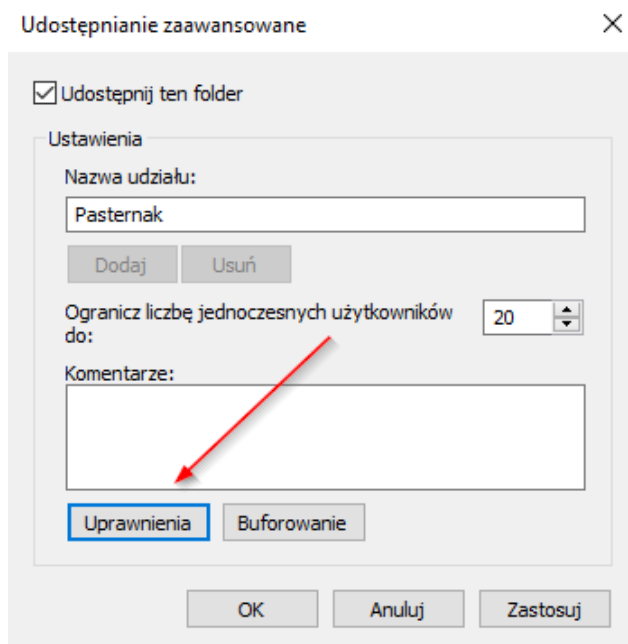 Udostępnianie zaawansowane
Udostępnij ten folder
Ustawienia
Nazwa udziału:
Pasternak
Dodaj Usuń
Ogranicz liczbę jednoczesnych użytkowników 20
do:
Komentarze:
Uprawnienia Buforowanie
OK Anuluj Zastosuj